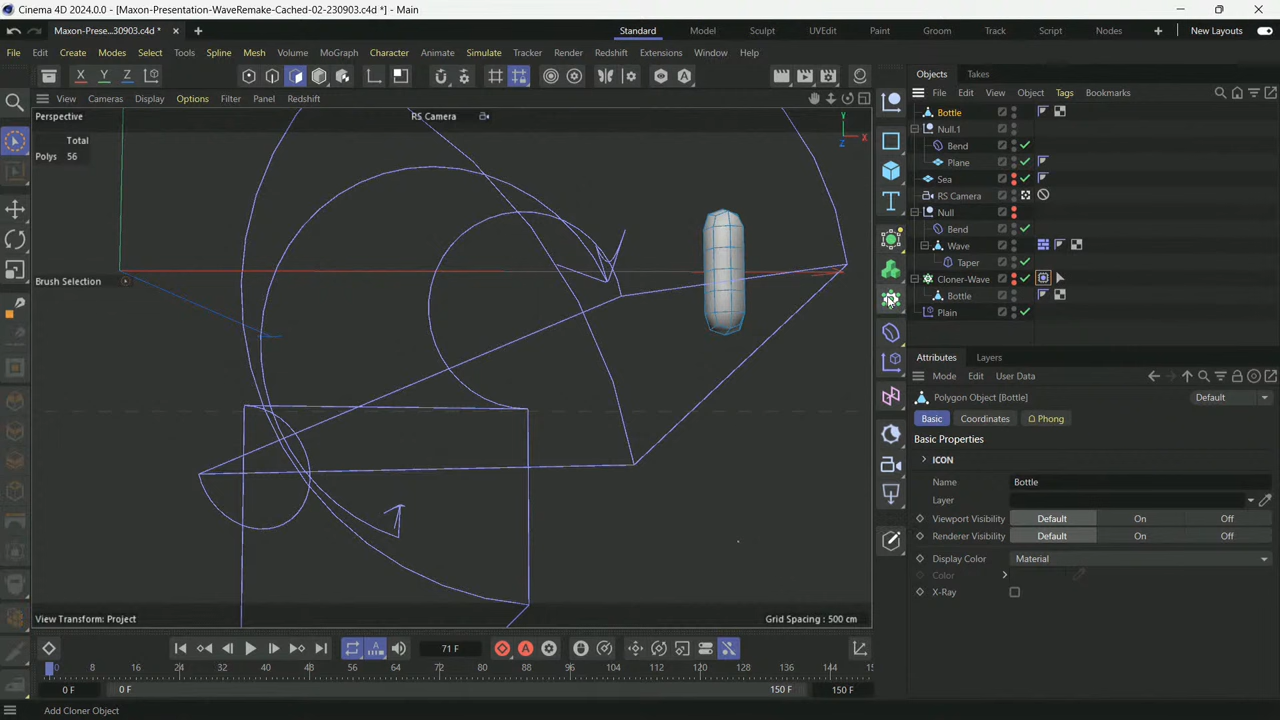 Cinema 4D 2024.0.0 - [Maxon-Presentation-WaveRemake-Cached-02-230903.c4d *] - Main
Maxon-Prese...30903.c4d *
Standard Model Sculpt UVEdit Paint Groom Track Script Nodes New Layouts
File Edit Create Modes Select Tools Spline Mesh Volume MoGraph Character Animate Simulate Tracker Render Redshift Extensions Window Help
X Y Z
Objects Takes
View Cameras Display Options Filter Panel Redshift
File Edit View Object Tags Bookmarks
Perspective RS Camera
Y X Z
Total
Polys 56
Brush Selection
Bottle
Null.1
Bend
Plane
Sea
RS Camera
Null
Bend
Wave
Taper
Cloner-Wave
Bottle
Plain
Attributes Layers
Mode Edit User Data
Polygon Object [Bottle] Default
Basic Coordinates Phong
Basic Properties
ICON
Name Bottle
Layer
Viewport Visibility Default On Off
Renderer Visibility Default On Off
Display Color Material
Color
X-Ray
View Transform: Project Grid Spacing : 500 cm
71 F
0 8 16 24 32 40 48 56 64 72 80 88 96 104 112 120 128 136 144 15
0 F 0 F 150 F 150 F
Add Cloner Object